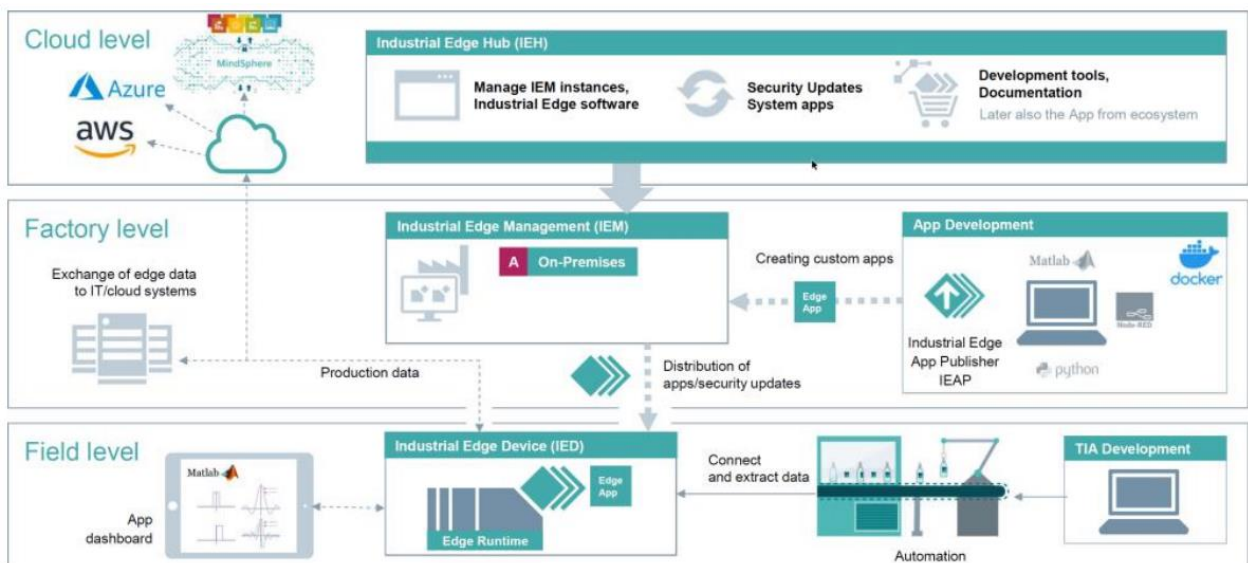 Cloud level
MindSphere
Azure
aws
Industrial Edge Hub (IEH)
Manage IEM instances,
Industrial Edge software
Security Updates
System apps
Development tools,
Documentation
Later also the App from ecosystem
Factory level
Exchange of edge data
to IT/cloud systems
Production data
Industrial Edge Management (IEM)
A On-Premises
Creating custom apps
Edge
App
Distribution of
apps/security updates
App Development
Matlab
docker
Node-RED
Industrial Edge
App Publisher
IEAP
python
Field level
Matlab
App
dashboard
Industrial Edge Device (IED)
Edge
App
Edge Runtime
Connect
and extract data
Automation
TIA Development